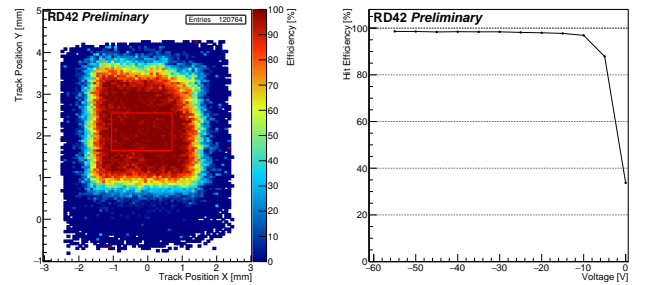 RD42 Preliminary
Entries 120764
Track Position Y [mm]
5
4
3
2
1
0
−1
−3 −2 −1 0 1 2 3
Track Position X [mm]
100
90
80
70
60
50
40
30
20
10
0
Efficiency [%]
RD42 Preliminary
Hit Efficiency [%]
100
80
60
40
20
0
−60 −50 −40 −30 −20 −10 0
Voltage [V]